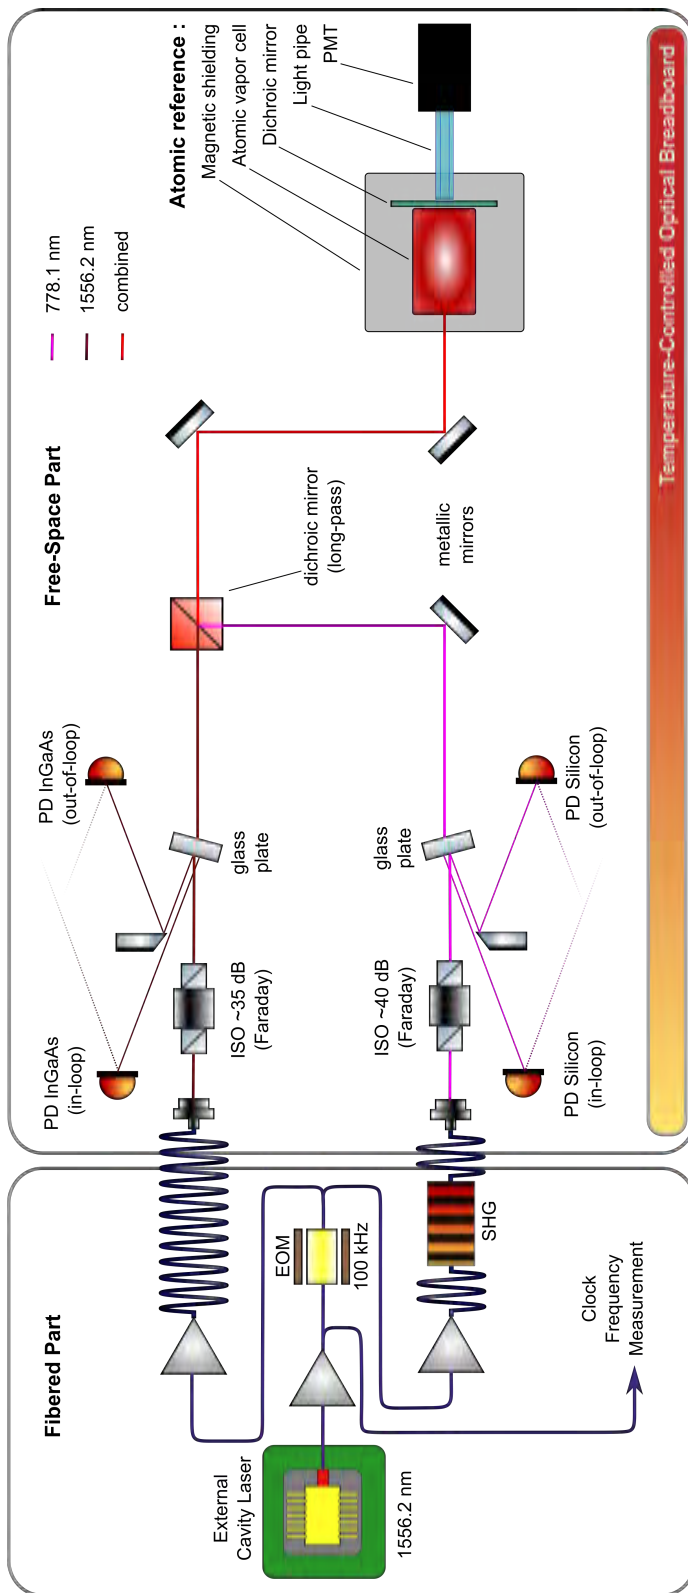 Fibered Part
External
Cavity Laser
1556.2 nm
EOM
100 kHz
SHG
Clock
Frequency
Measurement
Free-Space Part
PD InGaAs
(in-loop)
PD InGaAs
(out-of-loop)
ISO ~35 dB
(Faraday)
glass
plate
ISO ~40 dB
(Faraday)
glass
plate
PD Silicon
(in-loop)
PD Silicon
(out-of-loop)
dichroic mirror
(long-pass)
metallic
mirrors
778.1 nm
1556.2 nm
combined
Atomic reference :
Magnetic shielding
Atomic vapor cell
Dichroic mirror
Light pipe
PMT
Temperature-Controlled Optical Breadboard